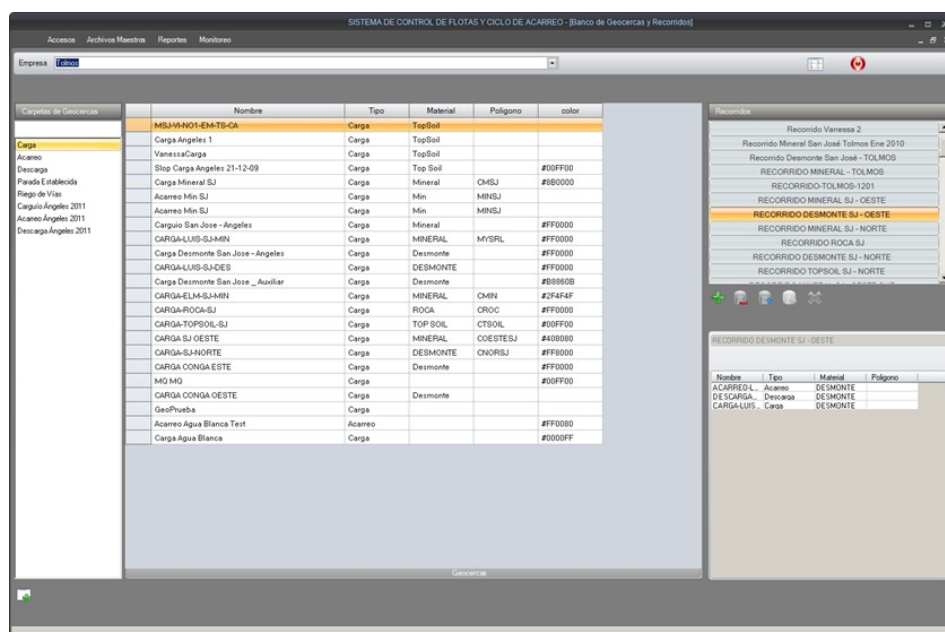 SISTEMA DE CONTROL DE FLOTAS Y CICLO DE ACARREO - [Banco de Geocercas y Recorridos]
Accesos Archivos Maestros Reportes Monitoreo
Empresa Tolmos
Carpetas de Geocercas
Carga
Acarreo
Descarga
Parada Establecida
Riego de Vías
Carguío Ángeles 2011
Acarreo Ángeles 2011
Descarga Ángeles 2011
Nombre Tipo Material Poligono color
MSJ-VI-NO1-EM-TS-CA Carga TopSoil
Carga Angeles 1 Carga TopSoil
VanessaCarga Carga TopSoil
Slop Carga Angeles 21-12-09 Carga Top Soil #00FF00
Carga Mineral SJ Carga Mineral CMSJ #8B0000
Acarreo Min SJ Carga Min MINSJ
Acarreo Min SJ Carga Min MINSJ
Carguio San Jose - Angeles Carga Mineral #FF0000
CARGA-LUIS-SJ-MIN Carga MINERAL MYSRL #FF0000
Carga Desmonte San Jose - Angeles Carga Desmonte #FF0000
CARGA-LUIS-SJ-DES Carga DESMONTE #FF0000
Carga Desmonte San Jose _ Auxiliar Carga Desmonte #B8860B
CARGA-ELM-SJ-MIN Carga MINERAL CMIN #2F4F4F
CARGA-ROCA-SJ Carga ROCA CROC #FF0000
CARGA-TOPSOIL-SJ Carga TOP SOIL CTSOIL #00FF00
CARGA SJ OESTE Carga MINERAL COESTESJ #408080
CARGA-SJ-NORTE Carga DESMONTE CNORSJ #FF8000
CARGA CONGA ESTE Carga Desmonte #FF0000
MQ MQ Carga #00FF00
CARGA CONGA OESTE Carga Desmonte
GeoPrueba Carga
Acarreo Agua Blanca Test Acarreo #FF0080
Carga Agua Blanca Carga #0000FF
Geocercas
Recorridos
Recorrido Vanessa 2
Recorrido Mineral San José Tolmos Ene 2010
Recorrido Desmonte San José - TOLMOS
RECORRIDO MINERAL - TOLMOS
RECORRIDO-TOLMOS-1201
RECORRIDO MINERAL SJ - OESTE
RECORRIDO DESMONTE SJ - OESTE
RECORRIDO MINERAL SJ - NORTE
RECORRIDO ROCA SJ
RECORRIDO DESMONTE SJ - NORTE
RECORRIDO TOPSOIL SJ - NORTE
RECORRIDO DESMONTE SJ - OESTE
Nombre Tipo Material Poligono
ACARREO-L... Acarreo DESMONTE
DESCARGA... Descarga DESMONTE
CARGA-LUIS... Carga DESMONTE